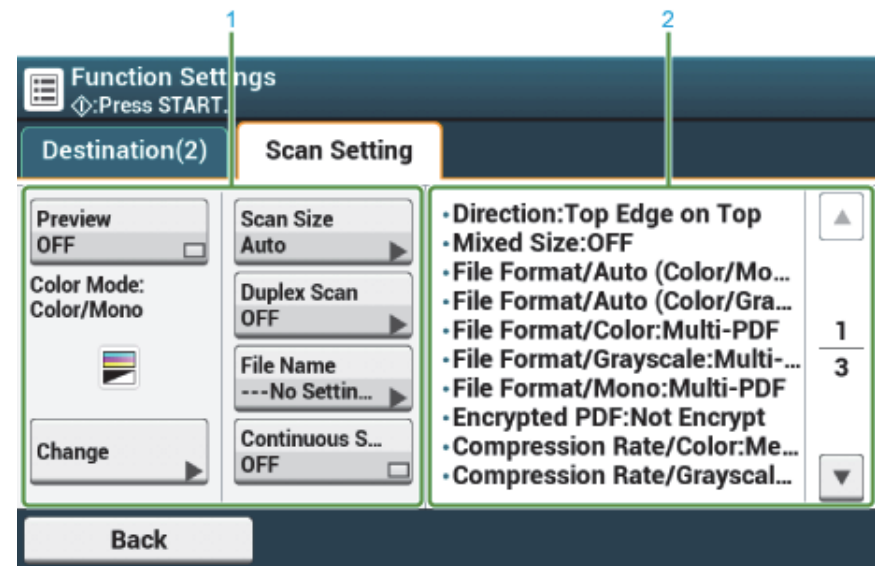 1
2
Function Settings
:Press START.
Destination(2)
Scan Setting
Preview
OFF
Color Mode:
Color/Mono
Change
Scan Size
Auto
Duplex Scan
OFF
File Name
---No Settin...
Continuous S...
OFF
•Direction:Top Edge on Top
•Mixed Size:OFF
•File Format/Auto (Color/Mo...
•File Format/Auto (Color/Gra...
•File Format/Color:Multi-PDF
•File Format/Grayscale:Multi-...
•File Format/Mono:Multi-PDF
•Encrypted PDF:Not Encrypt
•Compression Rate/Color:Me...
•Compression Rate/Grayscal...
1
3
Back